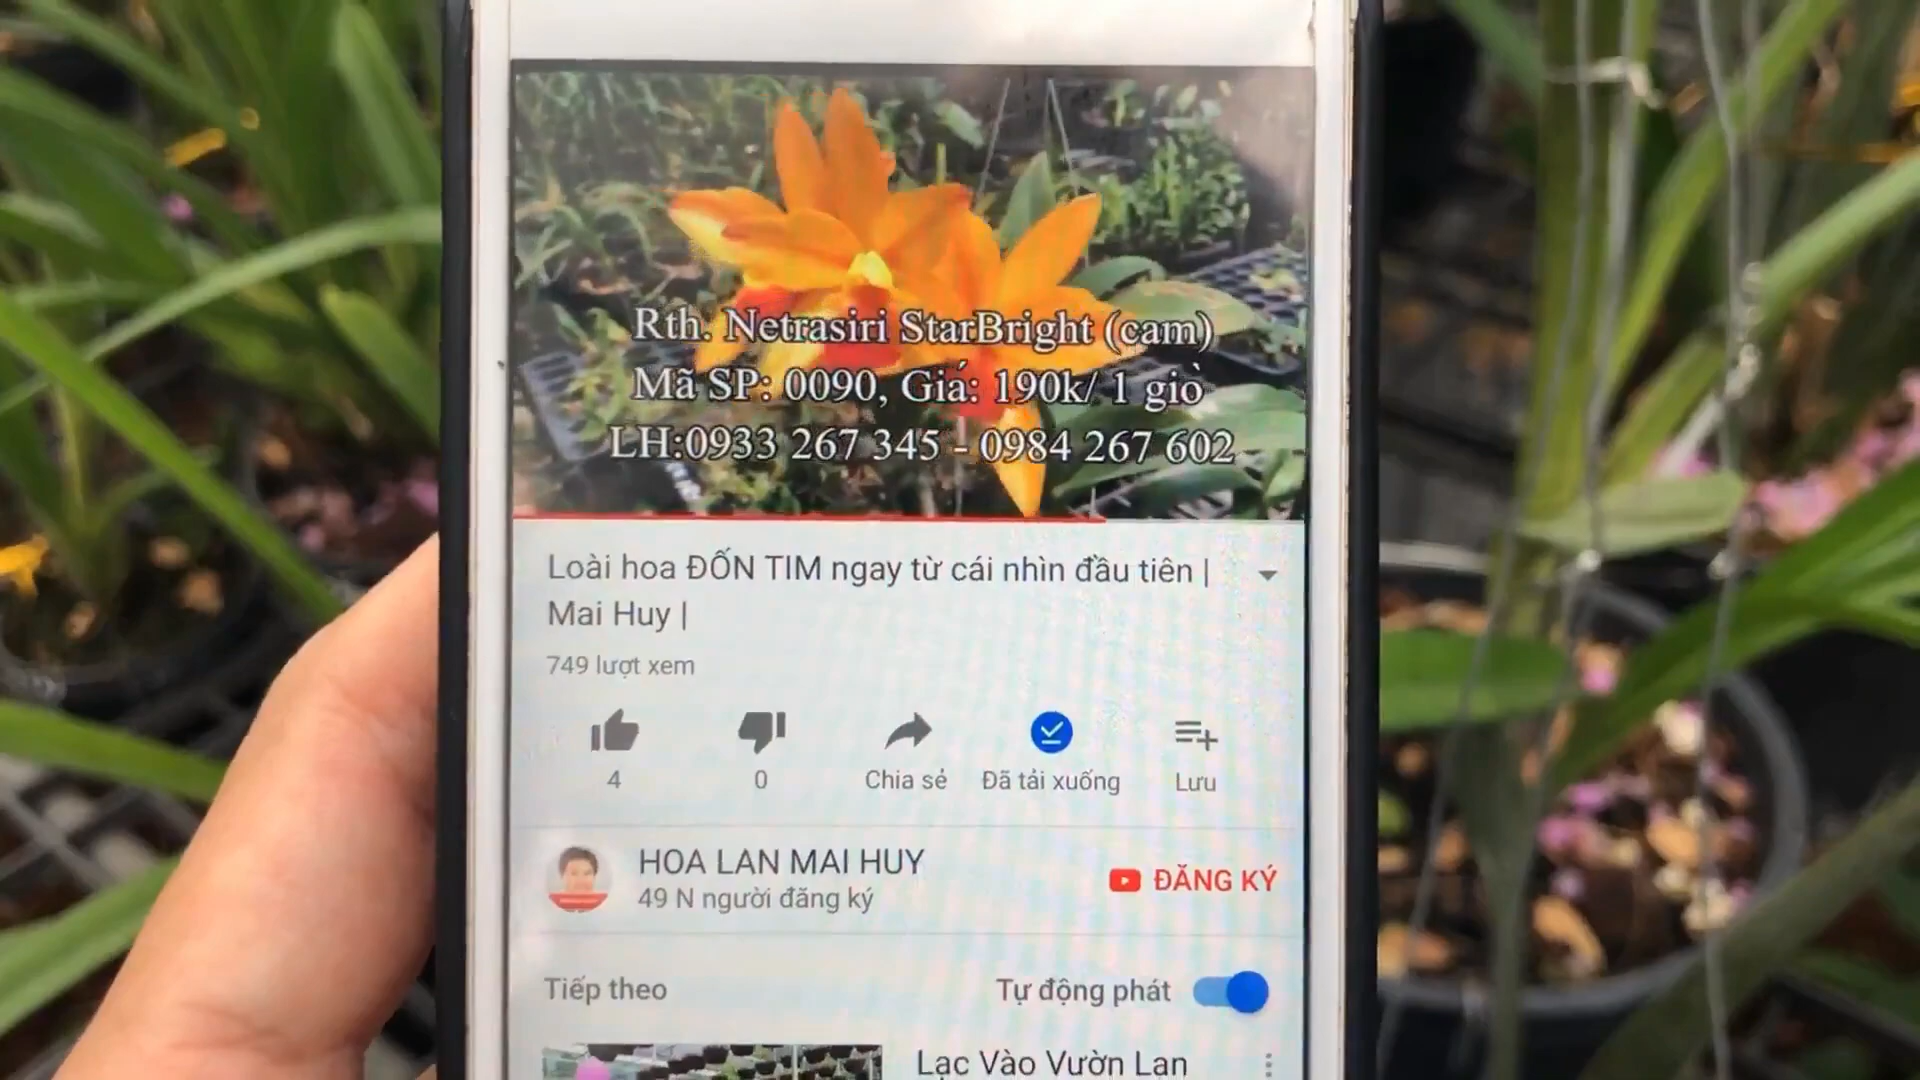 Rth. Netrasiri StarBright (cam)
Mã SP: 0090, Giá: 190k/ 1 giò
LH:0933 267 345 - 0984 267 602
Loài hoa ĐỐN TIM ngay từ cái nhìn đầu tiên |
Mai Huy |
749 lượt xem
4
0
Chia sẻ
Đã tải xuống
Lưu
HOA LAN MAI HUY
49 N người đăng ký
ĐĂNG KÝ
Tiếp theo
Tự động phát
Lạc Vào Vườn Lan